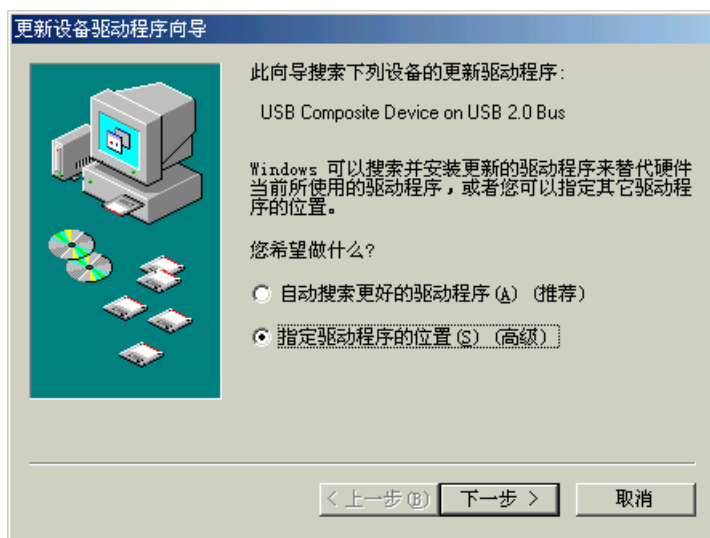 更新设备驱动程序向导
此向导搜索下列设备的更新驱动程序:
USB Composite Device on USB 2.0 Bus
Windows 可以搜索并安装更新的驱动程序来替代硬件
当前所使用的驱动程序，或者您可以指定其它驱动程
序的位置。
您希望做什么?
自动搜索更好的驱动程序(A) (推荐)
指定驱动程序的位置(S) (高级)
< 上一步(B)
下一步 >
取消